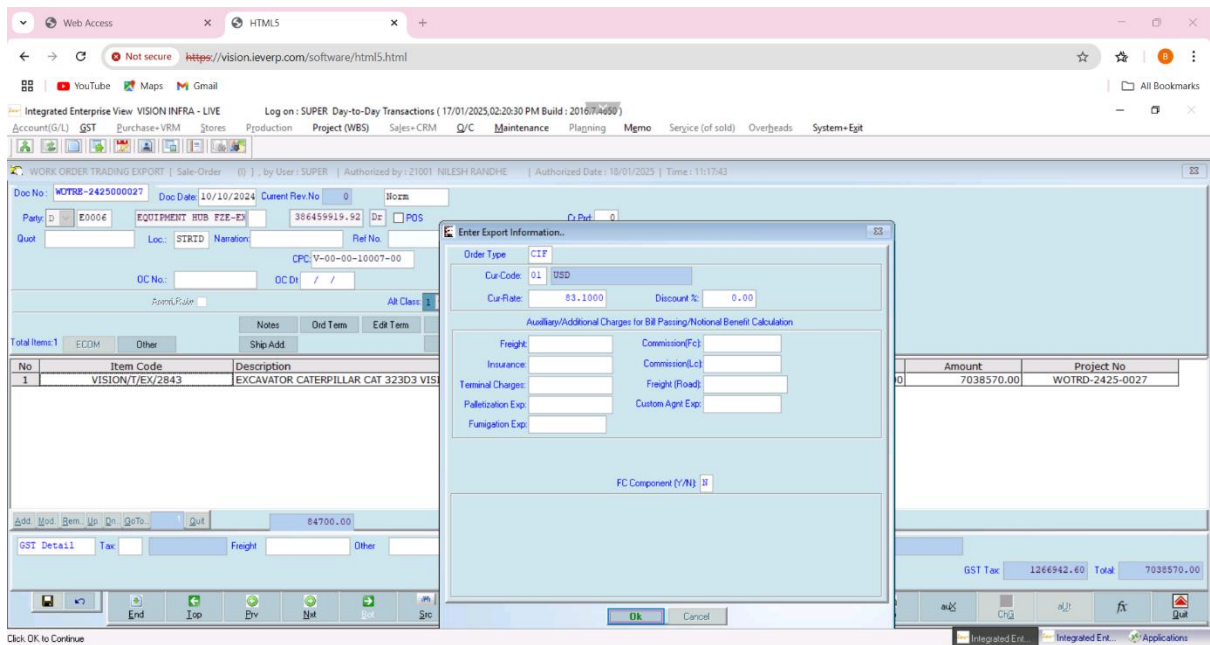 Web Access
HTML5
Not secure https://vision.ieverp.com/software/html5.html
B
YouTube Maps Gmail All Bookmarks
Integrated Enterprise View VISION INFRA - LIVE Log on : SUPER Day-to-Day Transactions ( 17/01/2025,02:20:30 PM Build : 2016.7.4650 )
Account(G/L) GST Purchase+VRM Stores Production Project (WBS) Sales+CRM Q/C Maintenance Planning Memo Service (of sold) Overheads System+Exit
WORK ORDER TRADING EXPORT | Sale-Order (I) ] , by User : SUPER | Authorized by : 21001 NILESH RANDHE | Authorized Date : 18/01/2025 | Time : 11:17:43
Doc No : WOTRE-2425000027 Doc Date: 10/10/2024 Current Rev.No 0 Norm
Party: D E0006 EQUIPMENT HUB FZE-EX 386459919.92 Dr POS Cr.Prd: 0
Quot Loc.: STRTD Narration: Ref No.
CPC: V-00-00-10007-00
OC No.: OC Dt / /
Alt Class: 1
Notes Ord Term Edit Term
Total Items:1 ECOM Other Ship Add.
No Item Code Description Amount Project No
1 VISION/T/EX/2843 EXCAVATOR CATERPILLAR CAT 323D3 VISI 7038570.00 WOTRD-2425-0027
Enter Export Information..
Order Type CIF
Cur-Code: 01 USD
Cur-Rate: 83.1000 Discount %: 0.00
Auxiliary/Additional Charges for Bill Passing/Notional Benefit Calculation
Freight: Commission(Fc):
Insurance: Commission(Lc):
Terminal Charges: Freight (Road):
Palletization Exp: Custom Agnt Exp:
Fumigation Exp:
FC Component (Y/N): N
Ok Cancel
Add. Mod. Rem.. Up Dn.. GoTo.. 1 Quit 84700.00
GST Detail Tax: Freight Other
GST Tax: 1266942.60 Total: 7038570.00
End Top Prv Nxt Src auX ChG aUt fx Quit
Click OK to Continue
Integrated Ent... Integrated Ent... Applications